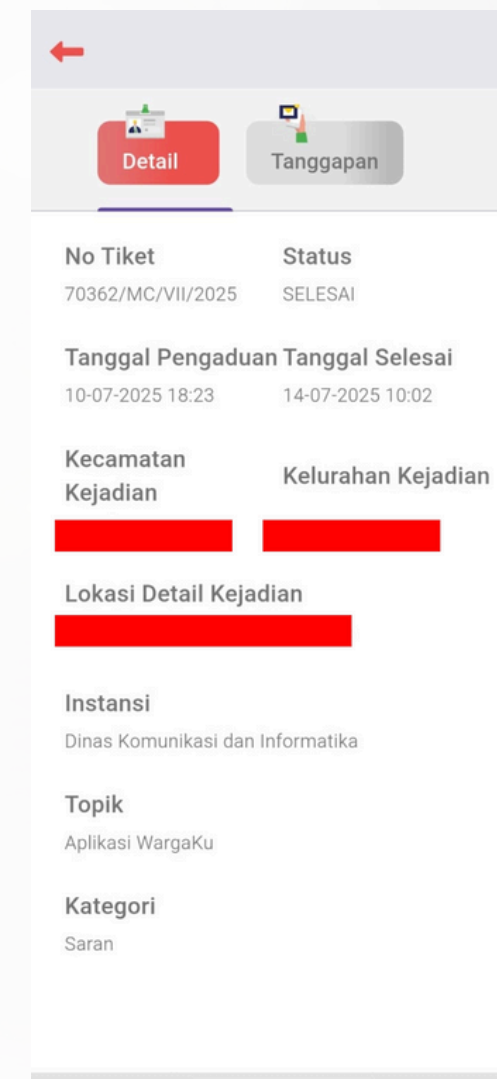 Detail
Tanggapan
No Tiket
Status
70362/MC/VII/2025
SELESAI
Tanggal Pengaduan
Tanggal Selesai
10-07-2025 18:23
14-07-2025 10:02
Kecamatan
Kejadian
Kelurahan Kejadian
Lokasi Detail Kejadian
Instansi
Dinas Komunikasi dan Informatika
Topik
Aplikasi WargaKu
Kategori
Saran